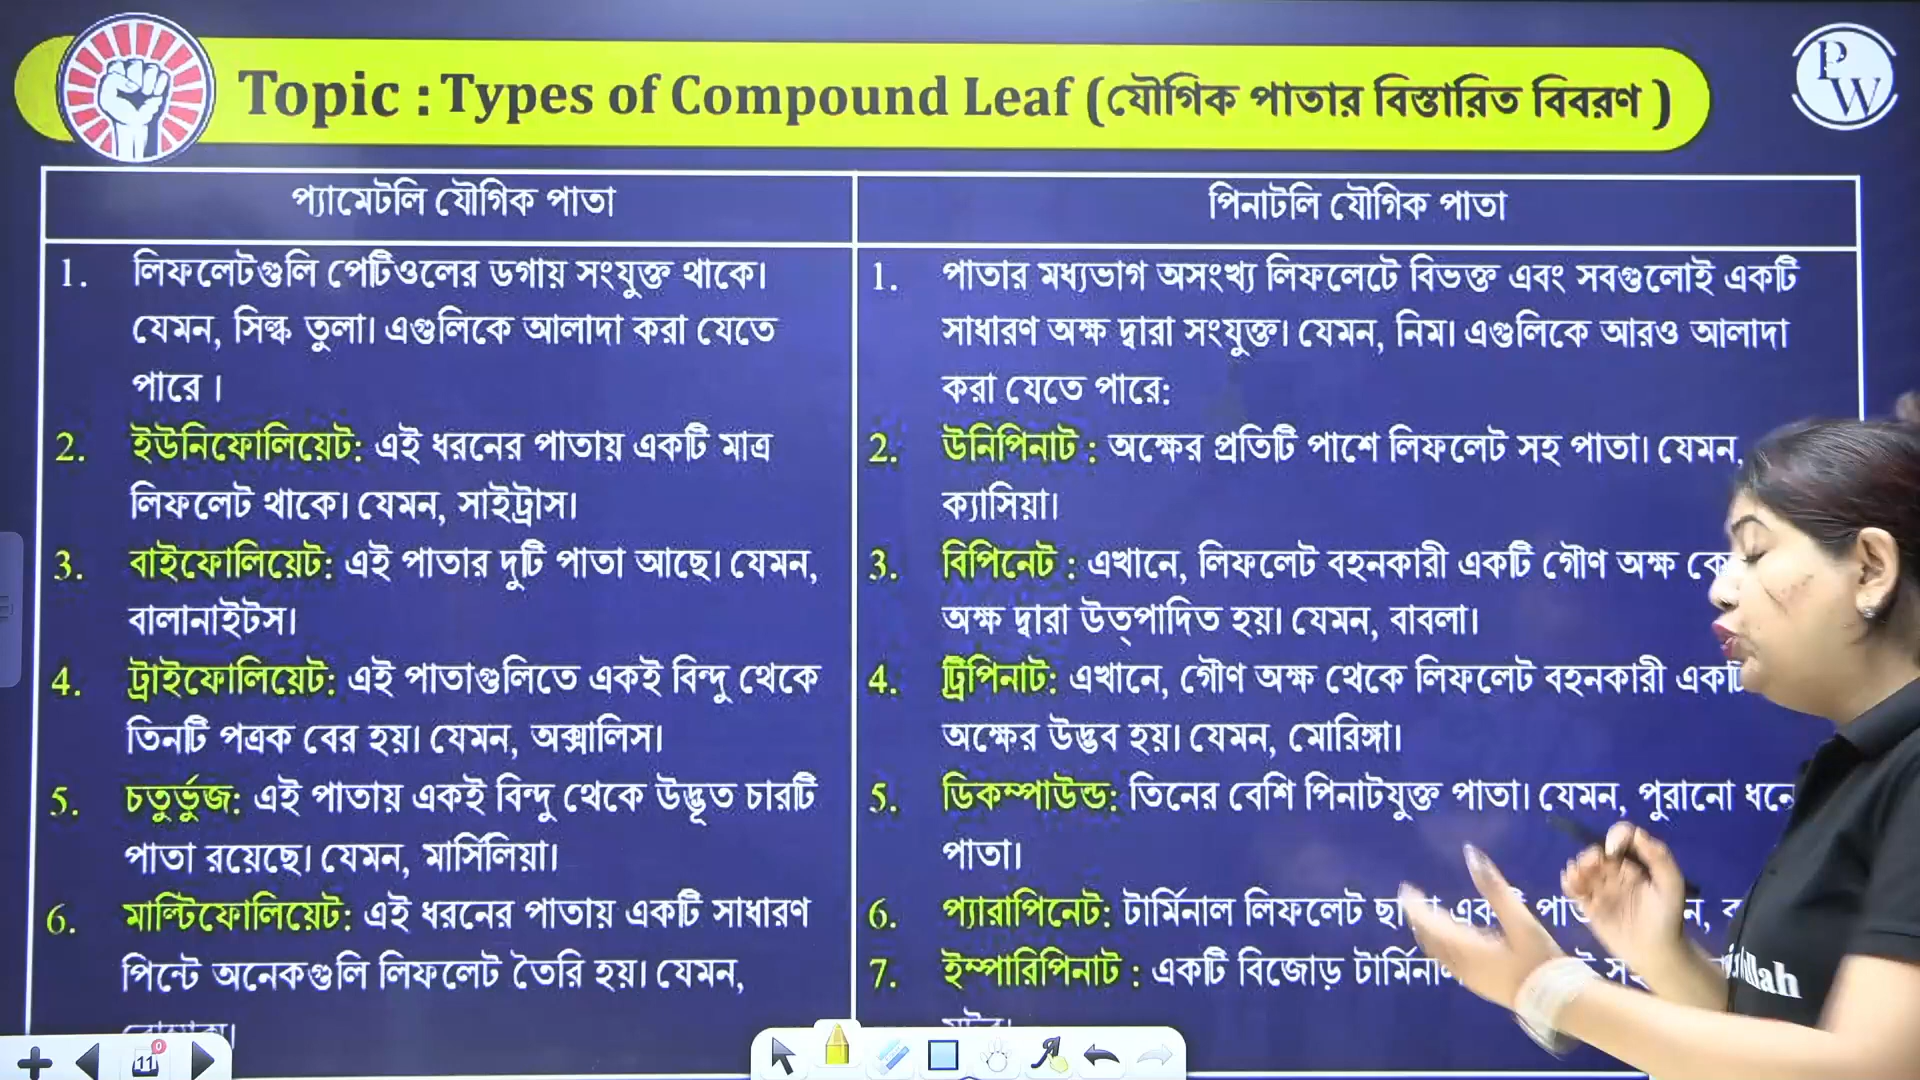 Topic : Types of Compound Leaf (যৌগিক পাতার বিস্তারিত বিবরণ )
PW
প্যামেটলি যৌগিক পাতা
1. লিফলেটগুলি পেটিওলের ডগায় সংযুক্ত থাকে।
যেমন, সিল্ক তুলা। এগুলিকে আলাদা করা যেতে
পারে ।
2. ইউনিফোলিয়েট: এই ধরনের পাতায় একটি মাত্র
লিফলেট থাকে। যেমন, সাইট্রাস।
3. বাইফোলিয়েট: এই পাতার দুটি পাতা আছে। যেমন,
বালানাইটস।
4. ট্রাইফোলিয়েট: এই পাতাগুলিতে একই বিন্দু থেকে
তিনটি পত্রক বের হয়। যেমন, অক্সালিস।
5. চতুর্ভুজ: এই পাতায় একই বিন্দু থেকে উদ্ভূত চারটি
পাতা রয়েছে। যেমন, মার্সিলিয়া।
6. মাল্টিফোলিয়েট: এই ধরনের পাতায় একটি সাধারণ
পিন্টে অনেকগুলি লিফলেট তৈরি হয়। যেমন,
পিনাটলি যৌগিক পাতা
1. পাতার মধ্যভাগ অসংখ্য লিফলেটে বিভক্ত এবং সবগুলোই একটি
সাধারণ অক্ষ দ্বারা সংযুক্ত। যেমন, নিম। এগুলিকে আরও আলাদা
করা যেতে পারে:
2. উনিপিনাট : অক্ষের প্রতিটি পাশে লিফলেট সহ পাতা। যেমন,
ক্যাসিয়া।
3. বিপিনেট : এখানে, লিফলেট বহনকারী একটি গৌণ অক্ষ
অক্ষ দ্বারা উত্পাদিত হয়। যেমন, বাবলা।
4. ট্রিপিনাট: এখানে, গৌণ অক্ষ থেকে লিফলেট বহনকারী একটি
অক্ষের উদ্ভব হয়। যেমন, মোরিঙ্গা।
5. ডিকম্পাউন্ড: তিনের বেশি পিনাটযুক্ত পাতা। যেমন, পুরানো ধনে
পাতা।
6. প্যারাপিনেট: টার্মিনাল লিফলেট
7. ইম্পারিপিনাট : একটি বিজোড়
11
0